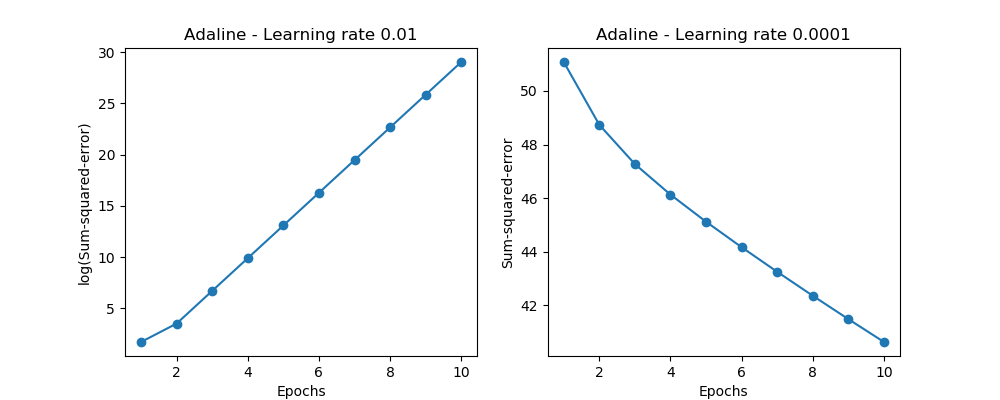 Adaline - Learning rate 0.01
30
25
20
15
10
5
log(Sum-squared-error)
2 4 6 8 10
Epochs
Adaline - Learning rate 0.0001
50
48
46
44
42
Sum-squared-error
2 4 6 8 10
Epochs